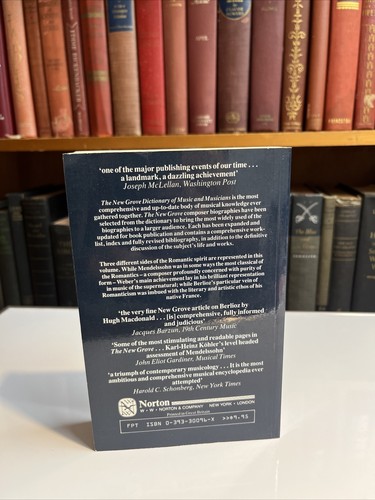 'one of the major publishing events of our time . . .
a landmark, a dazzling achievement'
Joseph McLellan, Washington Post
The New Grove Dictionary of Music and Musicians is the most
comprehensive and up-to-date body of musical knowledge ever
gathered together. The New Grove composer biographies have been
selected from the dictionary to bring the most widely used of the
biographies to a larger audience. Each has been expanded and
updated for book publication and contains a comprehensive work-
list, index and fully revised bibliography, in addition to the definitive
discussion of the subject's life and works.
Three different sides of the Romantic spirit are represented in this
volume. While Mendelssohn was in some ways the most classical of
the Romantics – a composer profoundly concerned with purity of
form – Weber's main achievement lay in his brilliant representation
in music of the supernatural; while Berlioz's particular vein of
Romanticism was imbued with the literary and artistic ethos of his
native France.
'the very fine New Grove article on Berlioz by
Hugh Macdonald . . . [is] comprehensive, fully informed
and judicious'
Jacques Barzun, 19th Century Music
'Some of the most stimulating and readable pages in
The New Grove . . . Karl-Heinz Köhler's level headed
assessment of Mendelssohn'
John Eliot Gardiner, Musical Times
'a triumph of contemporary musicology . . . It is the most
ambitious and comprehensive musical encyclopedia ever
attempted'
Harold C. Schonberg, New York Times
Norton
W · W · NORTON & COMPANY NEW YORK · LONDON
Printed in Great Britain
FPT ISBN 0-393-30096-X >>$9.95